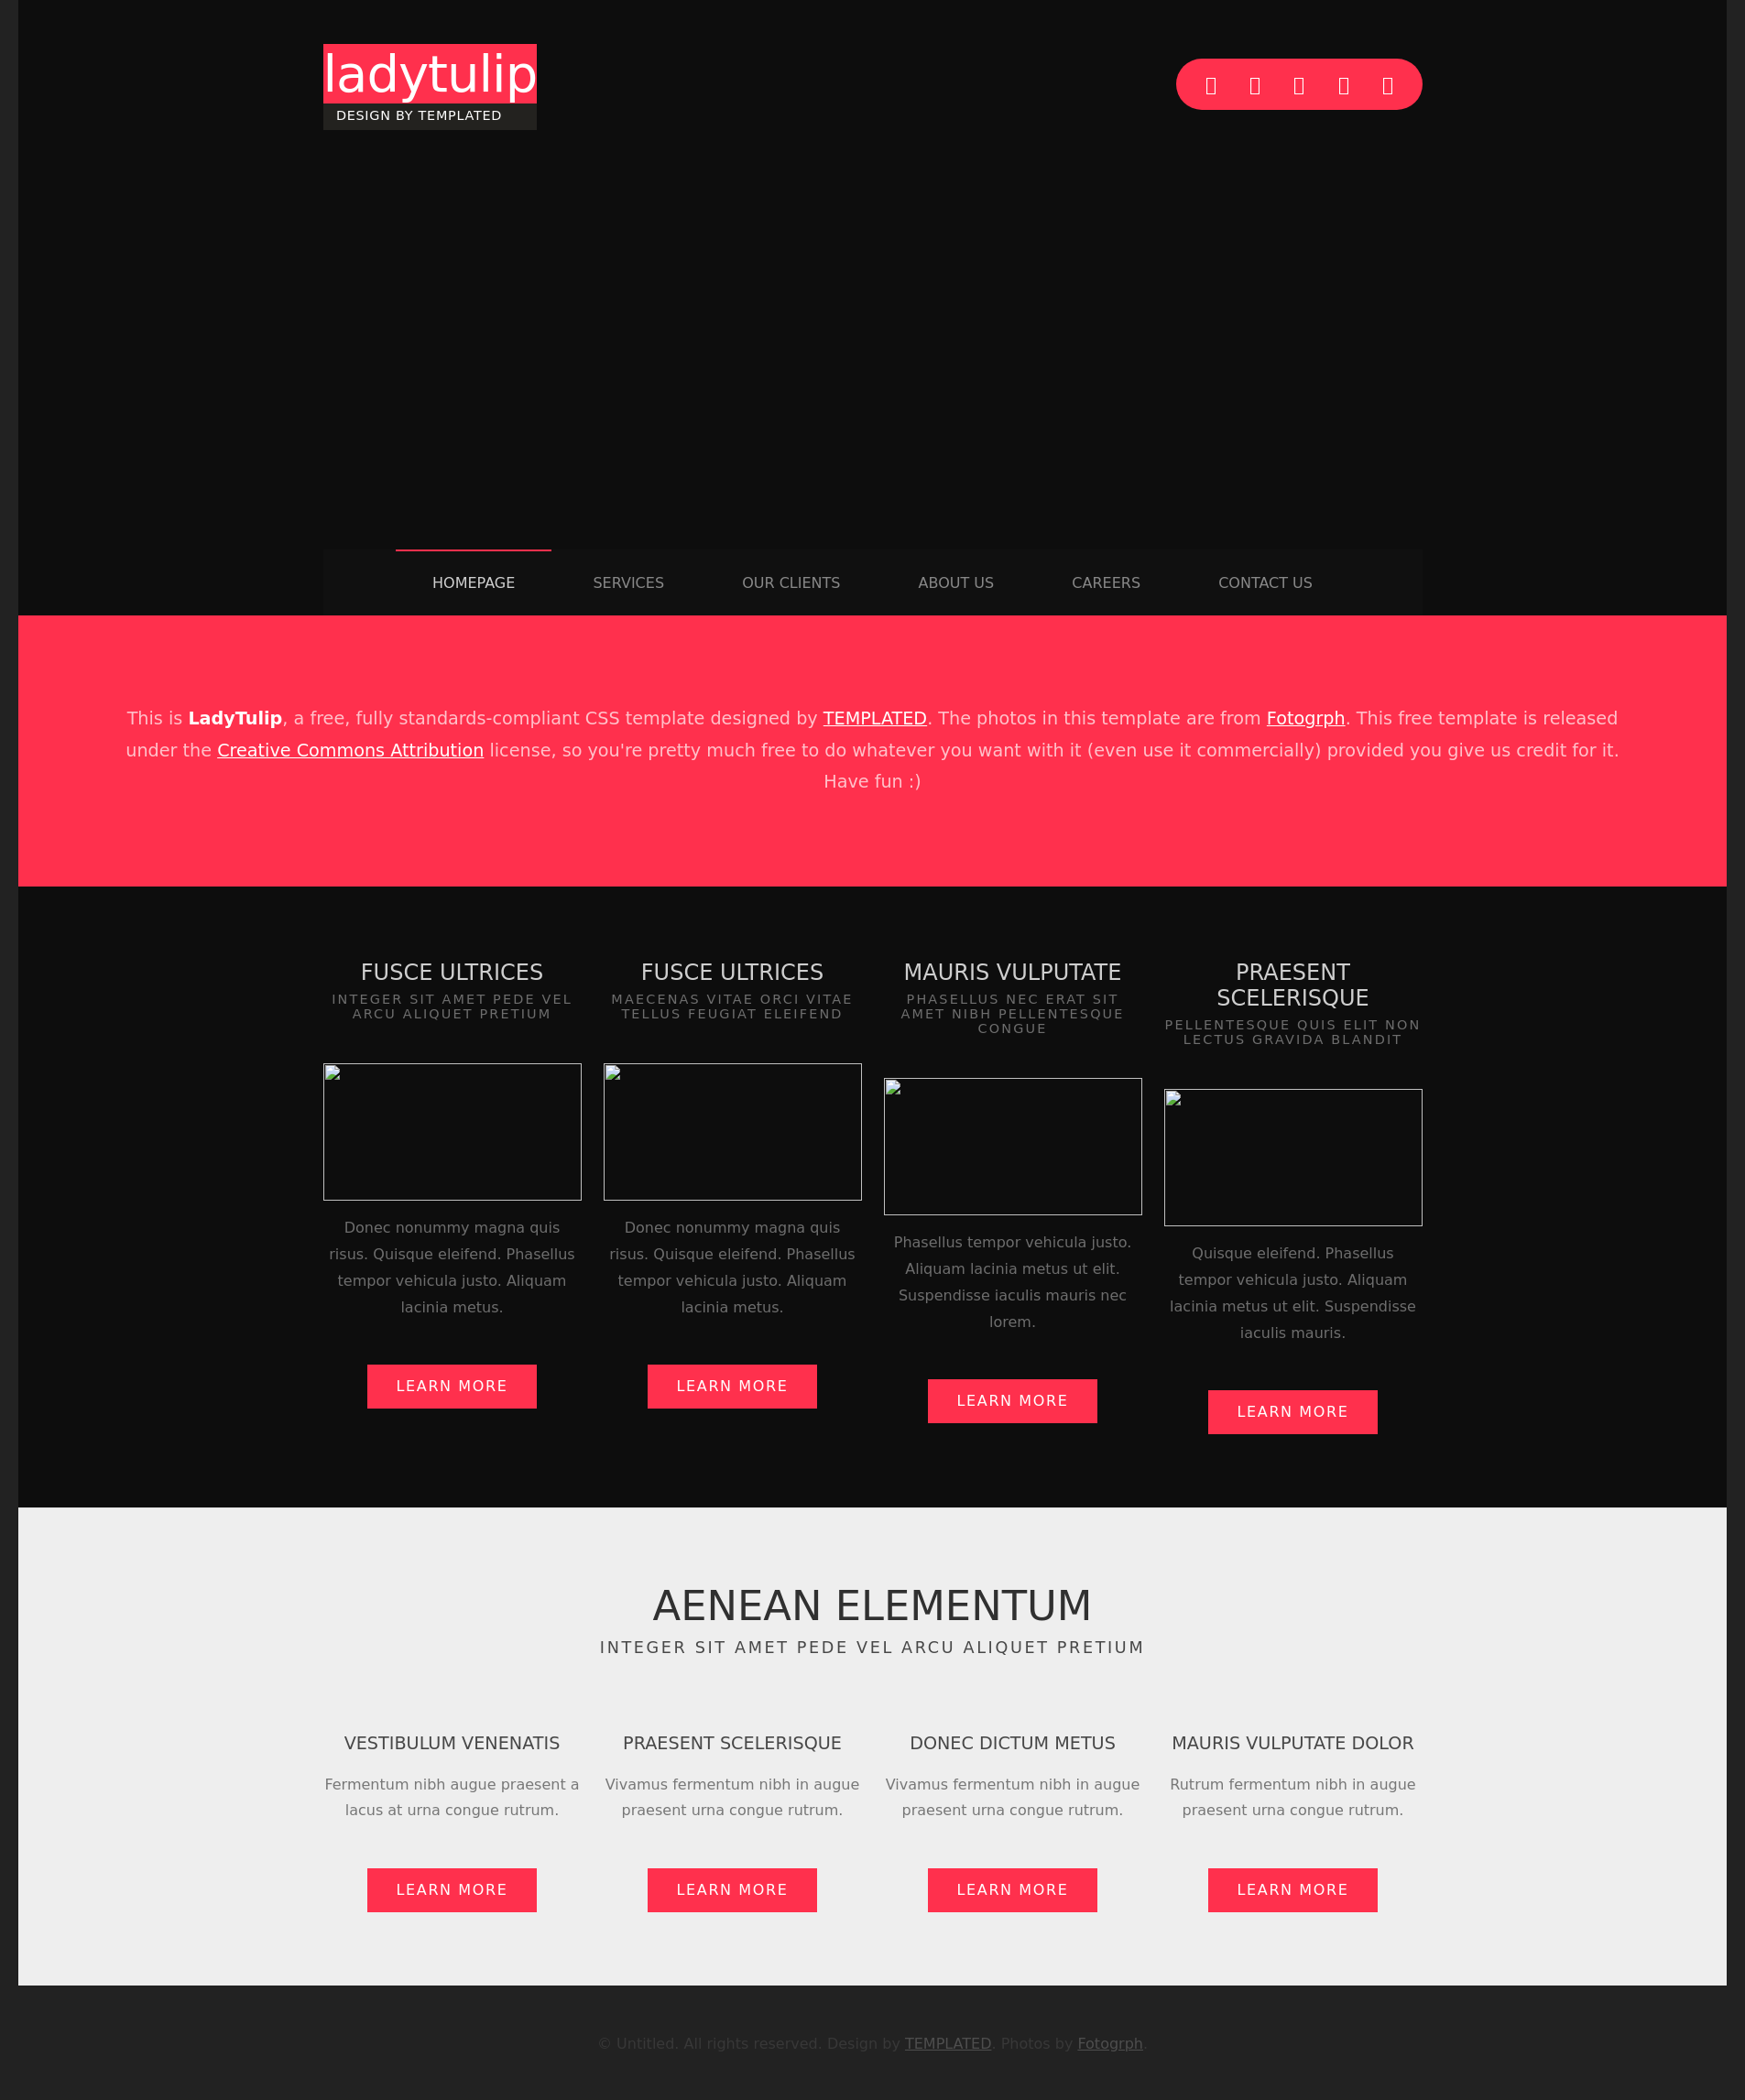 ladytulip
DESIGN BY TEMPLATED
HOMEPAGE SERVICES OUR CLIENTS ABOUT US CAREERS CONTACT US
This is LadyTulip, a free, fully standards-compliant CSS template designed by TEMPLATED. The photos in this template are from Fotogrph. This free template is released
under the Creative Commons Attribution license, so you're pretty much free to do whatever you want with it (even use it commercially) provided you give us credit for it.
Have fun :)
FUSCE ULTRICES
INTEGER SIT AMET PEDE VEL
ARCU ALIQUET PRETIUM
Donec nonummy magna quis
risus. Quisque eleifend. Phasellus
tempor vehicula justo. Aliquam
lacinia metus.
LEARN MORE
FUSCE ULTRICES
MAECENAS VITAE ORCI VITAE
TELLUS FEUGIAT ELEIFEND
Donec nonummy magna quis
risus. Quisque eleifend. Phasellus
tempor vehicula justo. Aliquam
lacinia metus.
LEARN MORE
MAURIS VULPUTATE
PHASELLUS NEC ERAT SIT
AMET NIBH PELLENTESQUE
CONGUE
Phasellus tempor vehicula justo.
Aliquam lacinia metus ut elit.
Suspendisse iaculis mauris nec
lorem.
LEARN MORE
PRAESENT
SCELERISQUE
PELLENTESQUE QUIS ELIT NON
LECTUS GRAVIDA BLANDIT
Quisque eleifend. Phasellus
tempor vehicula justo. Aliquam
lacinia metus ut elit. Suspendisse
iaculis mauris.
LEARN MORE
AENEAN ELEMENTUM
INTEGER SIT AMET PEDE VEL ARCU ALIQUET PRETIUM
VESTIBULUM VENENATIS
Fermentum nibh augue praesent a
lacus at urna congue rutrum.
LEARN MORE
PRAESENT SCELERISQUE
Vivamus fermentum nibh in augue
praesent urna congue rutrum.
LEARN MORE
DONEC DICTUM METUS
Vivamus fermentum nibh in augue
praesent urna congue rutrum.
LEARN MORE
MAURIS VULPUTATE DOLOR
Rutrum fermentum nibh in augue
praesent urna congue rutrum.
LEARN MORE
© Untitled. All rights reserved. Design by TEMPLATED. Photos by Fotogrph.